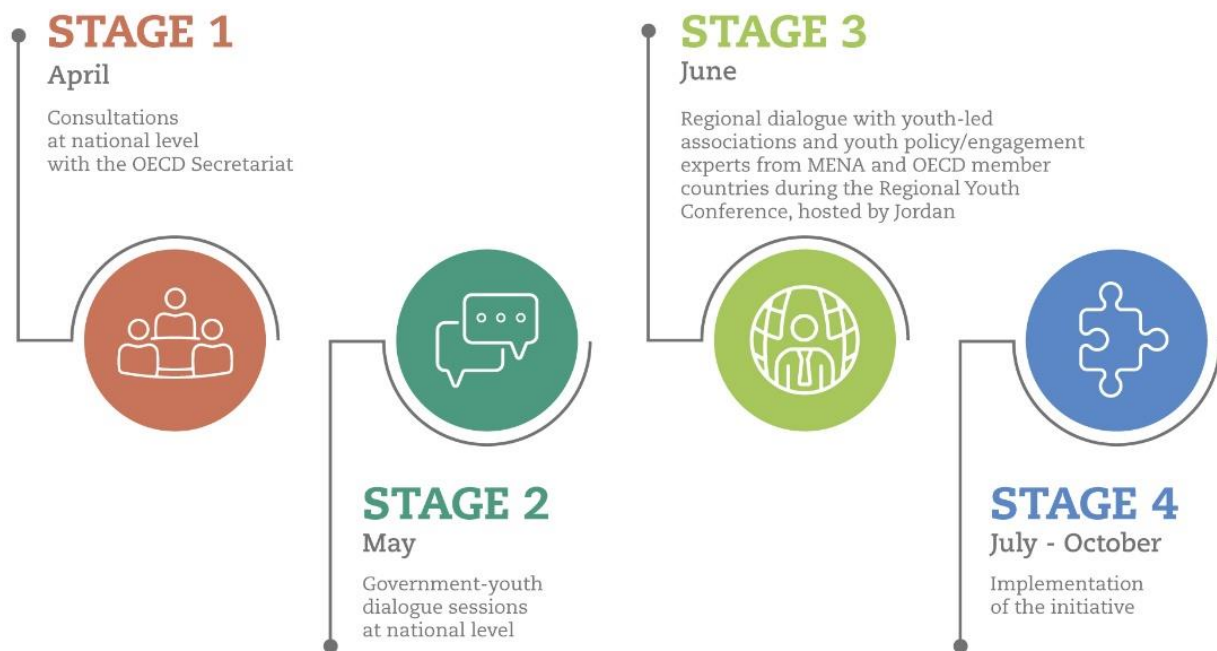 STAGE 1
April
Consultations
at national level
with the OECD Secretariat
STAGE 2
May
Government-youth
dialogue sessions
at national level
STAGE 3
June
Regional dialogue with youth-led
associations and youth policy/engagement
experts from MENA and OECD member
countries during the Regional Youth
Conference, hosted by Jordan
STAGE 4
July - October
Implementation
of the initiative